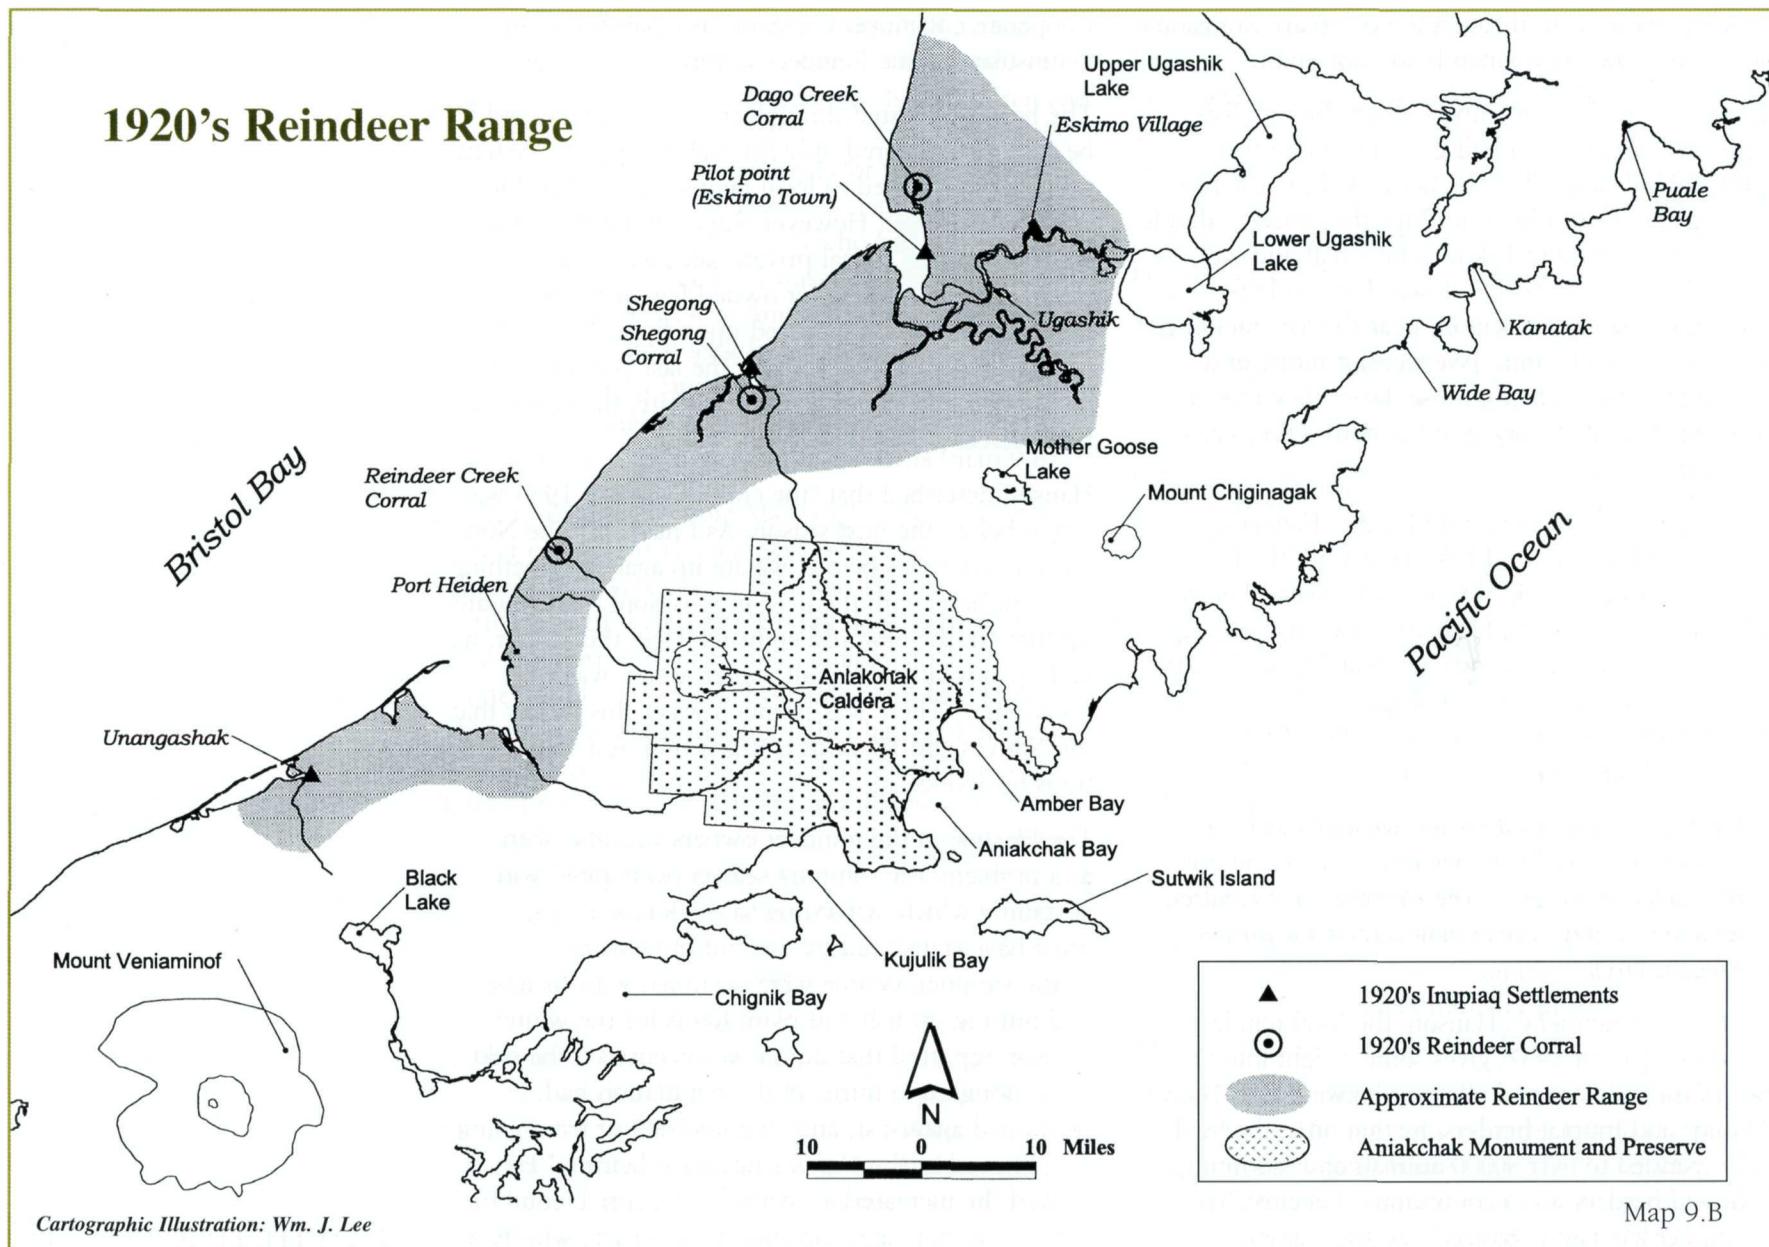 1920's Reindeer Range
Dago Creek
Corral
Upper Ugashik
Lake
Eskimo Village
Pilot point
(Eskimo Town)
Puale
Bay
Lower Ugashik
Lake
Shegong
Shegong
Corral
Ugashik
Kanatak
Wide Bay
Bristol Bay
Reindeer Creek
Corral
Mother Goose
Lake
Mount Chiginagak
Port Heiden
Pacific Ocean
Aniakchak
Caldera
Unangashak
Amber Bay
Aniakchak Bay
Black
Lake
Sutwik Island
Mount Veniaminof
Kujulik Bay
Chignik Bay
N
10 0 10 Miles
1920's Inupiaq Settlements
1920's Reindeer Corral
Approximate Reindeer Range
Aniakchak Monument and Preserve
Cartographic Illustration: Wm. J. Lee
Map 9.B